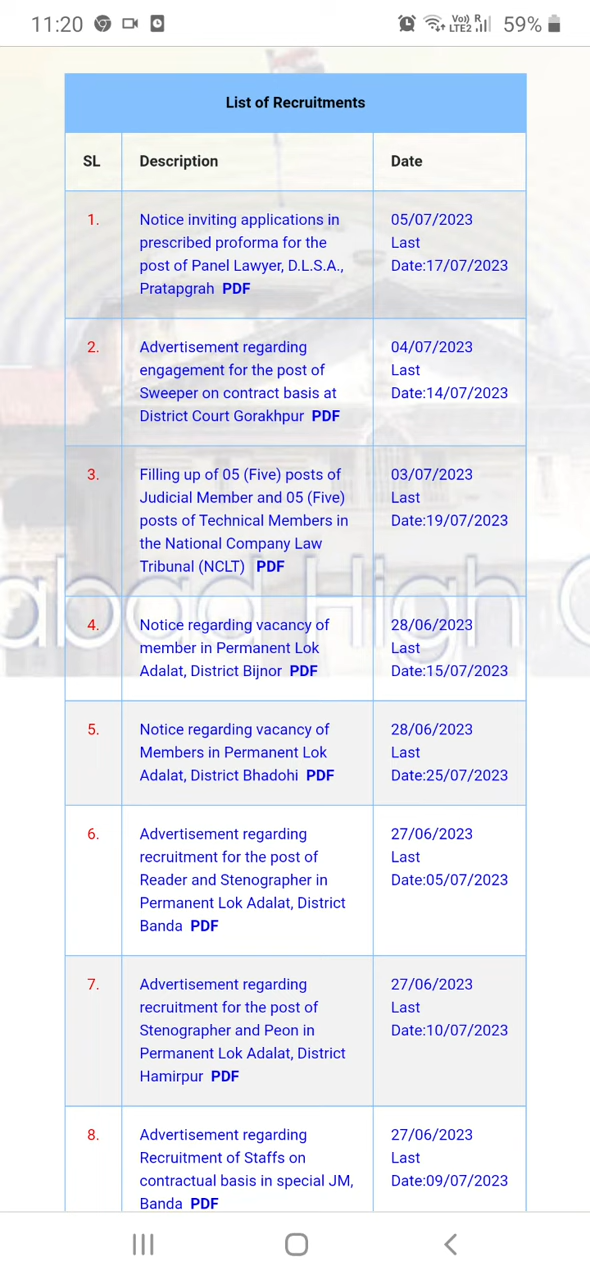 11:20
Vo)) R
LTE2
59%
List of Recruitments
SL Description Date
1. Notice inviting applications in 05/07/2023
prescribed proforma for the Last
post of Panel Lawyer, D.L.S.A., Date:17/07/2023
Pratapgrah PDF
2. Advertisement regarding 04/07/2023
engagement for the post of Last
Sweeper on contract basis at Date:14/07/2023
District Court Gorakhpur PDF
3. Filling up of 05 (Five) posts of 03/07/2023
Judicial Member and 05 (Five) Last
posts of Technical Members in Date:19/07/2023
the National Company Law
Tribunal (NCLT) PDF
abad High C
4. Notice regarding vacancy of 28/06/2023
member in Permanent Lok Last
Adalat, District Bijnor PDF Date:15/07/2023
5. Notice regarding vacancy of 28/06/2023
Members in Permanent Lok Last
Adalat, District Bhadohi PDF Date:25/07/2023
6. Advertisement regarding 27/06/2023
recruitment for the post of Last
Reader and Stenographer in Date:05/07/2023
Permanent Lok Adalat, District
Banda PDF
7. Advertisement regarding 27/06/2023
recruitment for the post of Last
Stenographer and Peon in Date:10/07/2023
Permanent Lok Adalat, District
Hamirpur PDF
8. Advertisement regarding 27/06/2023
Recruitment of Staffs on Last
contractual basis in special JM, Date:09/07/2023
Banda PDF